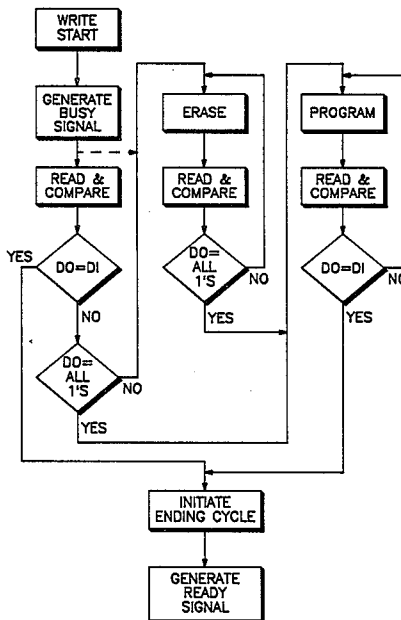 WRITE
START
GENERATE
BUSY
SIGNAL
READ &
COMPARE
YES
DO=DI
NO
DO=
ALL
1'S
NO
YES
ERASE
READ &
COMPARE
DO=
ALL
1'S
NO
YES
PROGRAM
READ &
COMPARE
DO=DI
NO
YES
INITIATE
ENDING CYCLE
GENERATE
READY
SIGNAL